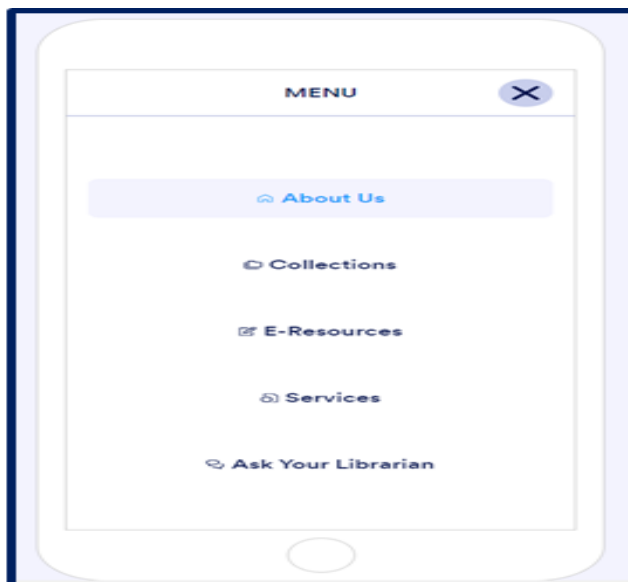 MENU
About Us
Collections
E-Resources
Services
Ask Your Librarian